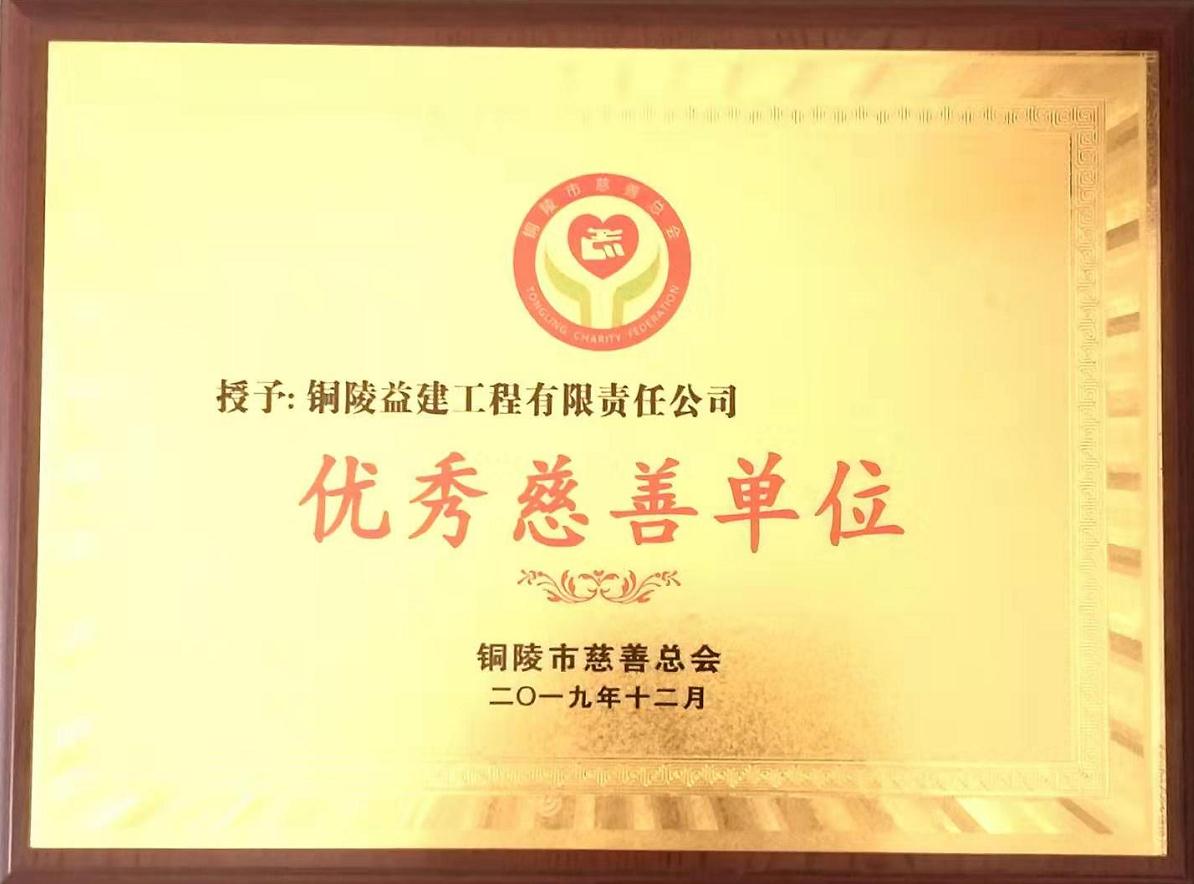 铜陵市慈善总会
TONGLING CHARITY FEDERATION
授予: 铜陵益建工程有限责任公司
优秀慈善单位
铜陵市慈善总会
二〇一九年十二月